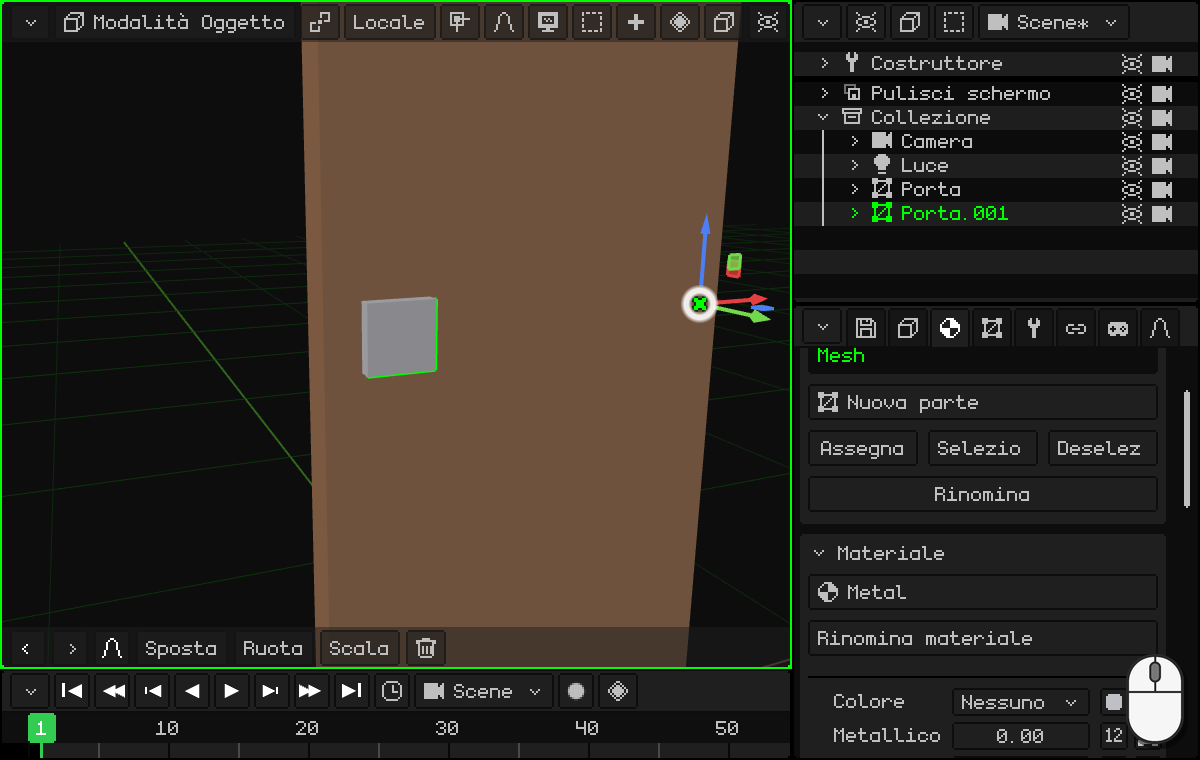 Modalità Oggetto
Locale
Scene*
Costruttore
Pulisci schermo
Collezione
Camera
Luce
Porta
Porta.001
Mesh
Nuova parte
Assegna Selezio Deselez
Rinomina
Materiale
Metal
Rinomina materiale
Colore Nessuno
Metallico 0.00 12
Sposta Ruota Scala
Scene
1 10 20 30 40 50